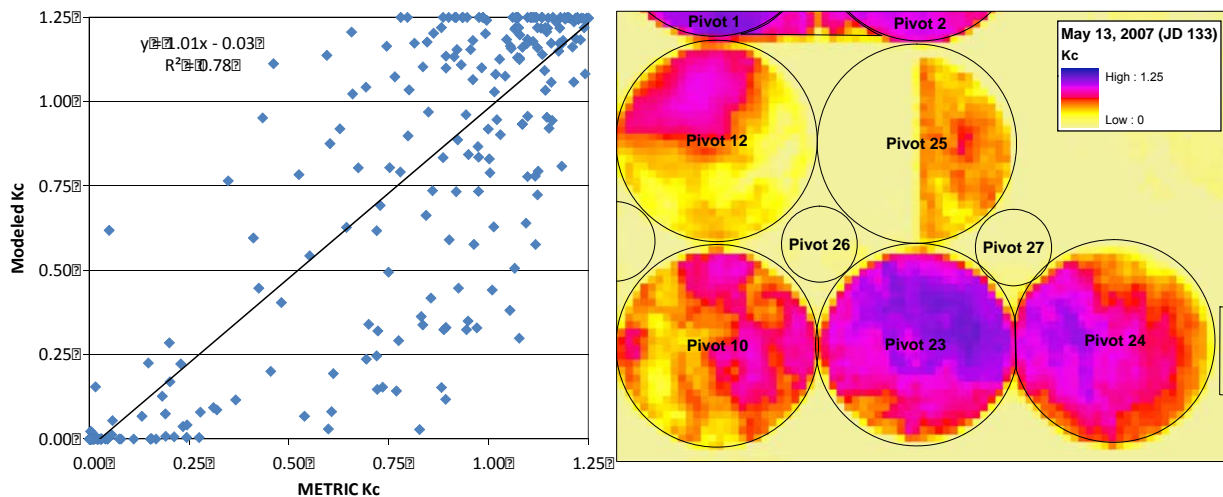 y = 1.01x - 0.03
R² = 0.78
1.25
1.00
0.75
0.50
0.25
0.00
Modeled Kc
0.00 0.25 0.50 0.75 1.00 1.25
METRIC Kc
Pivot 1
Pivot 2
May 13, 2007 (JD 133)
Kc
High : 1.25
Low : 0
Pivot 12
Pivot 25
Pivot 26
Pivot 27
Pivot 10
Pivot 23
Pivot 24